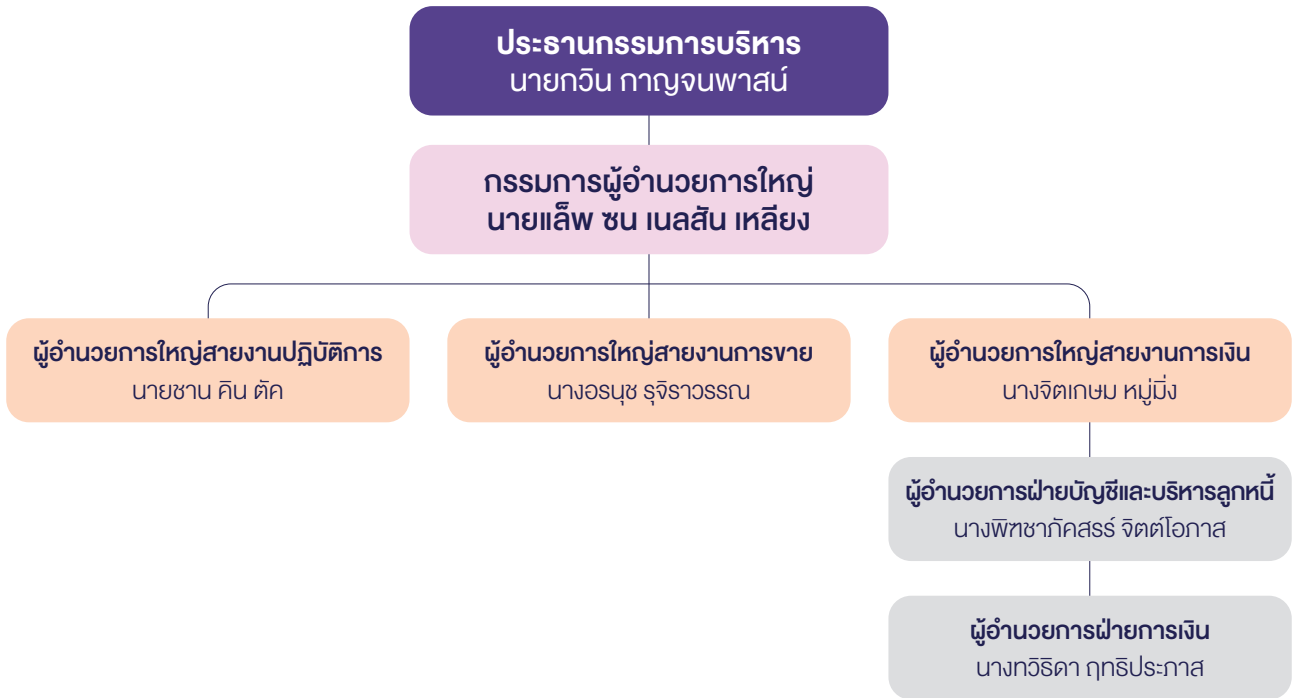 ประธานกรรมการบริหาร
นายกวิน กาญจนพาสน์
กรรมการผู้อำนวยการใหญ่
นายแล็พ ซน เนลสัน เหลียง
ผู้อำนวยการใหญ่สายงานปฏิบัติการ
นายชาน คิน ตัค
ผู้อำนวยการใหญ่สายงานการขาย
นางอรนุช รุจิราวรรณ
ผู้อำนวยการใหญ่สายงานการเงิน
นางจิตเกษม หมู่มิ่ง
ผู้อำนวยการฝ่ายบัญชีและบริหารลูกหนี้
นางพิฑชาภัคสรร์ จิตต์โอภาส
ผู้อำนวยการฝ่ายการเงิน
นางทวิธิดา ฤทธิประภาส